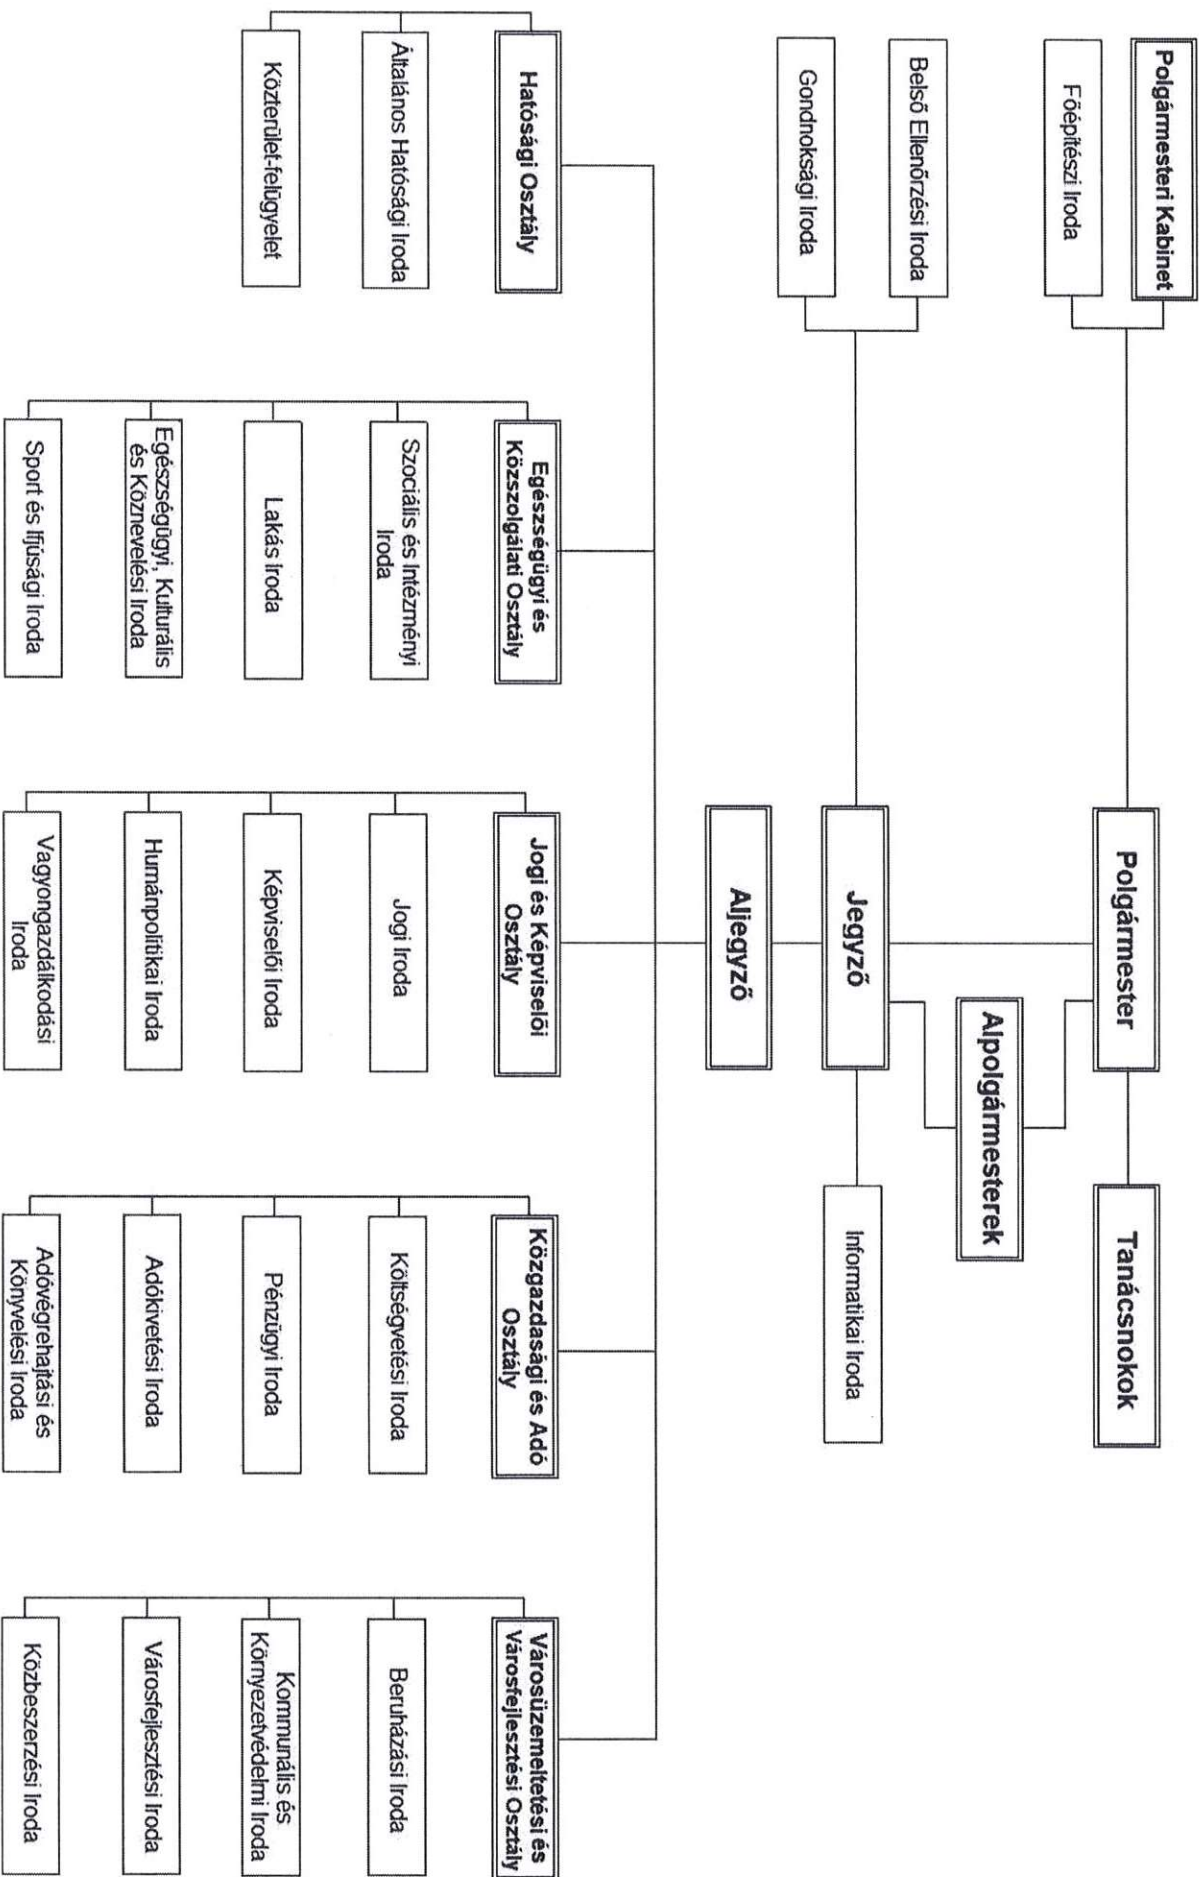 Polgármesteri Kabinet
Főépítészi Iroda
Polgármester
Tanácsnokok
Alpolgármesterek
Belső Ellenőrzési Iroda
Gondnoksági Iroda
Jegyző
Informatikai Iroda
Aljegyző
Hatósági Osztály
Általános Hatósági Iroda
Közterület-felügyelet
Egészségügyi és
Közszolgálati Osztály
Szociális és Intézményi
Iroda
Lakás Iroda
Egészségügyi, Kulturális
és Köznevelési Iroda
Sport és Ifjúsági Iroda
Jogi és Képviselői
Osztály
Jogi Iroda
Képviselői Iroda
Humánpolitikai Iroda
Vagyongazdálkodási
Iroda
Közgazdasági és Adó
Osztály
Költségvetési Iroda
Pénzügyi Iroda
Adókivetési Iroda
Adóvégrehajtási és
Könyvelési Iroda
Városüzemeltetési és
Városfejlesztési Osztály
Beruházási Iroda
Kommunális és
Környezetvédelmi Iroda
Városfejlesztési Iroda
Közbeszerzési Iroda